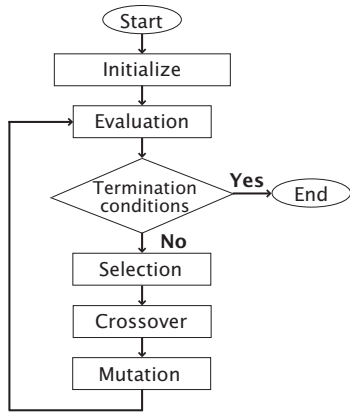 Start
Initialize
Evaluation
Termination
conditions
Yes
End
No
Selection
Crossover
Mutation